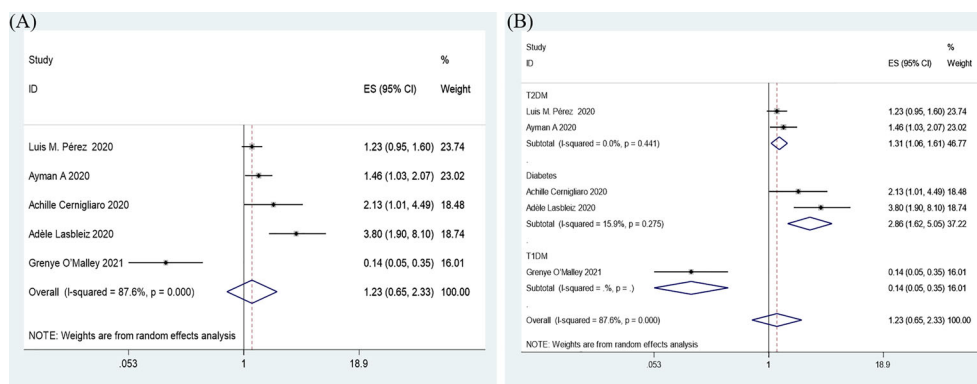 (A)
Study %
ID ES (95% CI) Weight
Luis M. Pérez 2020 1.23 (0.95, 1.60) 23.74
Ayman A 2020 1.46 (1.03, 2.07) 23.02
Achille Cernigliaro 2020 2.13 (1.01, 4.49) 18.48
Adèle Lasbleiz 2020 3.80 (1.90, 8.10) 18.74
Grenye O'Malley 2021 0.14 (0.05, 0.35) 16.01
Overall (I-squared = 87.6%, p = 0.000) 1.23 (0.65, 2.33) 100.00
NOTE: Weights are from random effects analysis
.053 1 18.9
(B)
Study %
ID ES (95% CI) Weight
T2DM
Luis M. Pérez 2020 1.23 (0.95, 1.60) 23.74
Ayman A 2020 1.46 (1.03, 2.07) 23.02
Subtotal (I-squared = 0.0%, p = 0.441) 1.31 (1.06, 1.61) 46.77
.
Diabetes
Achille Cernigliaro 2020 2.13 (1.01, 4.49) 18.48
Adèle Lasbleiz 2020 3.80 (1.90, 8.10) 18.74
Subtotal (I-squared = 15.9%, p = 0.275) 2.86 (1.62, 5.05) 37.22
.
T1DM
Grenye O'Malley 2021 0.14 (0.05, 0.35) 16.01
Subtotal (I-squared = .%, p = .) 0.14 (0.05, 0.35) 16.01
.
Overall (I-squared = 87.6%, p = 0.000) 1.23 (0.65, 2.33) 100.00
NOTE: Weights are from random effects analysis
.053 1 18.9